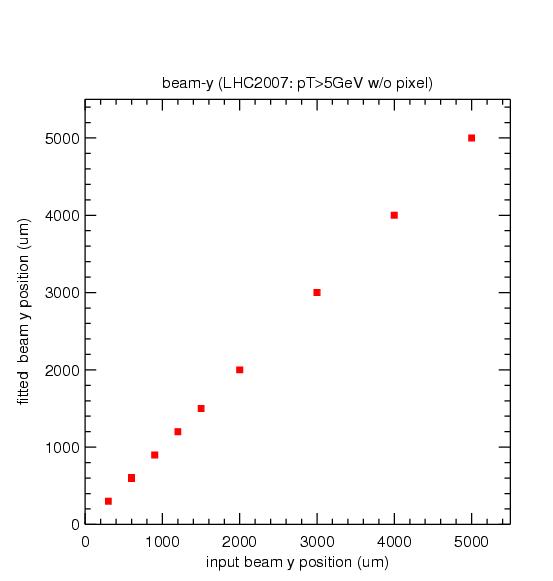 beam-y (LHC2007: pT>5GeV w/o pixel)
5000
4000
3000
2000
1000
0
fitted beam y position (um)
0 1000 2000 3000 4000 5000
input beam y position (um)